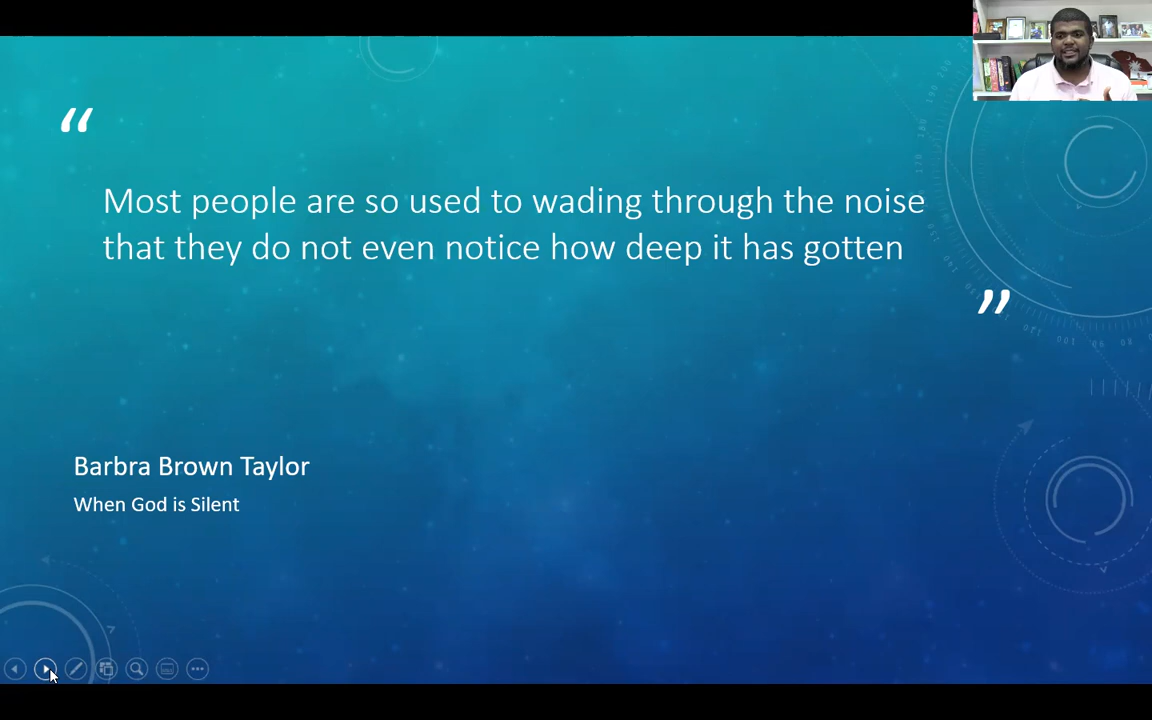 “
Most people are so used to wading through the noise
that they do not even notice how deep it has gotten
”
Barbra Brown Taylor
When God is Silent